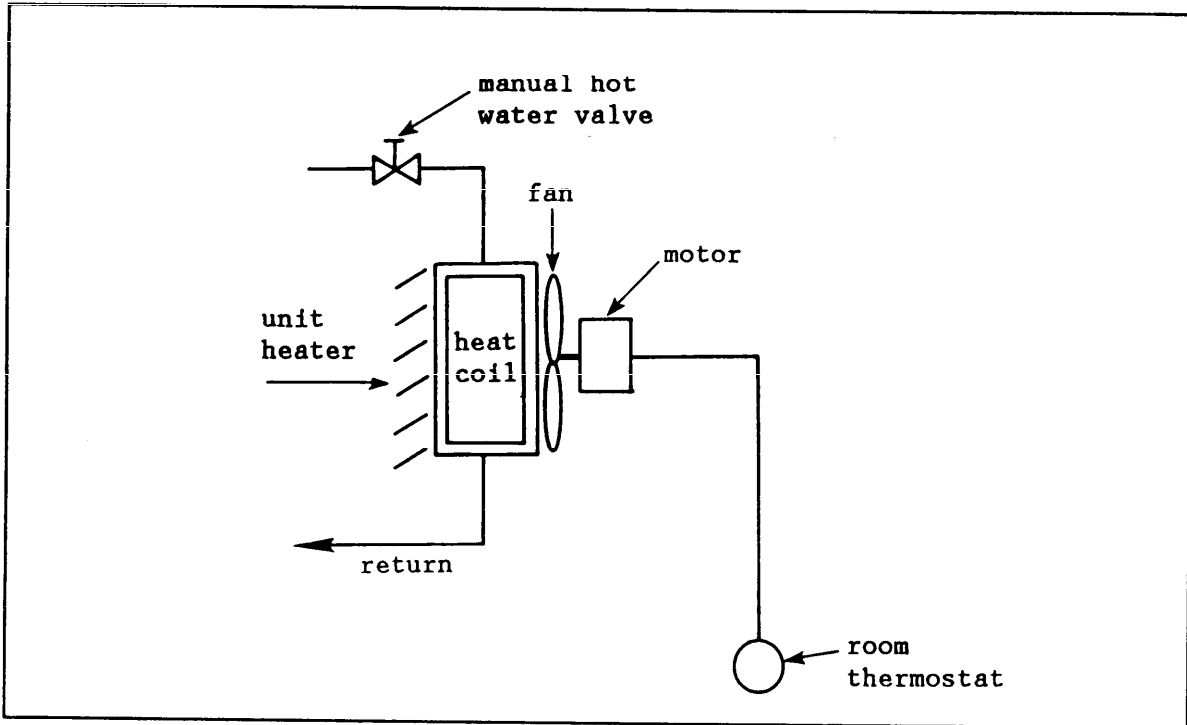 manual hot
water valve
fan
motor
unit
heater
heat
coil
return
room
thermostat